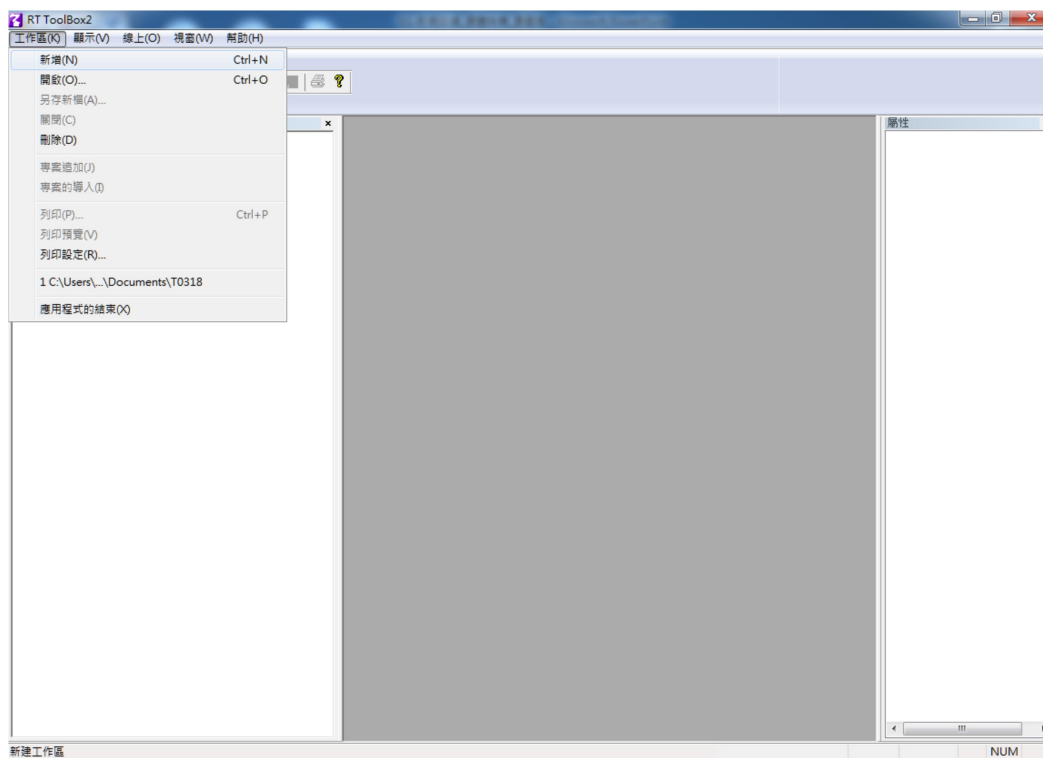 RT ToolBox2
工作區(K) 顯示(V) 線上(O) 視窗(W) 幫助(H)
新增(N) Ctrl+N
開啟(O)... Ctrl+O
另存新檔(A)...
關閉(C)
刪除(D)
專案追加(J)
專案的導入(I)
列印(P)... Ctrl+P
列印預覽(V)
列印設定(R)...
1 C:\Users\...\Documents\T0318
應用程式的結束(X)
屬性
新建工作區 NUM